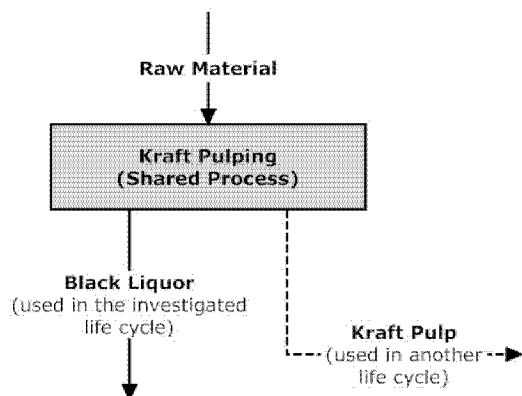 Raw Material
Kraft Pulping
(Shared Process)
Black Liquor
(used in the investigated
life cycle)
Kraft Pulp
(used in another
life cycle)